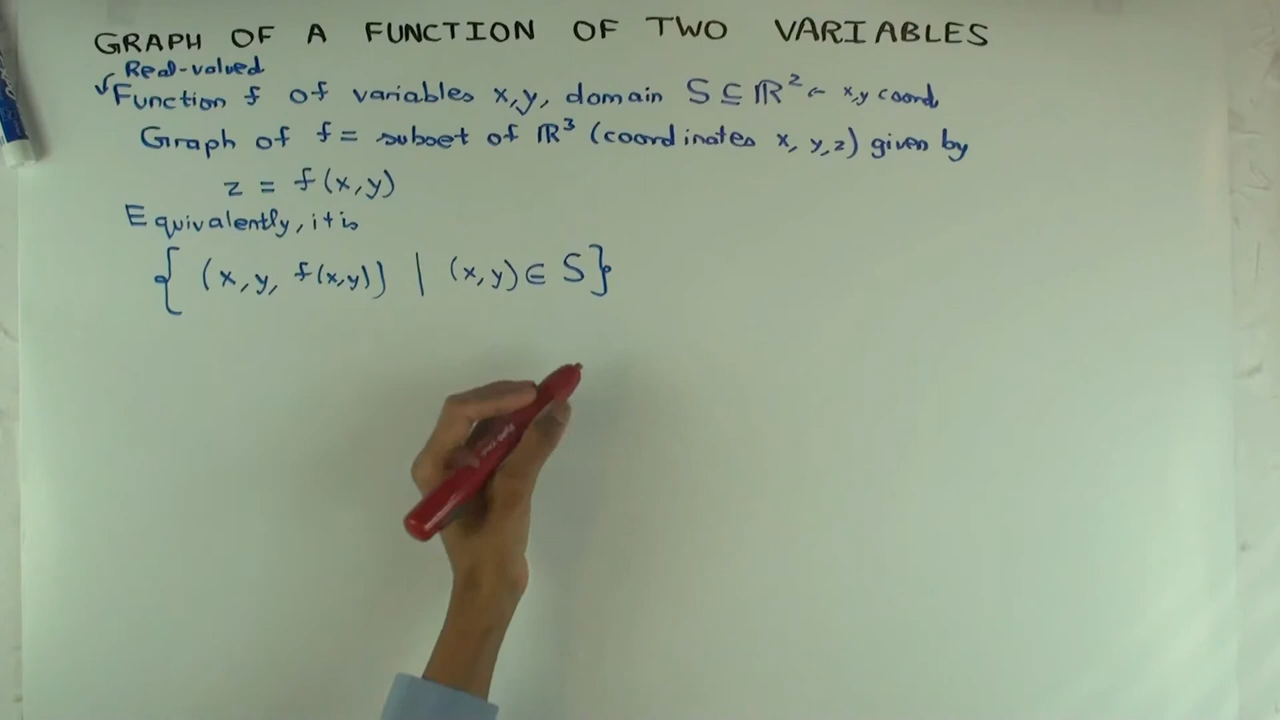 GRAPH OF A FUNCTION OF TWO VARIABLES
Real-valued
Function f of variables x,y, domain S ⊆ ℝ² ← x,y coord
Graph of f = subset of ℝ³ (coordinates x, y, z) given by
z = f(x,y)
Equivalently, it is
{ (x, y, f(x,y)) | (x,y) ∈ S}